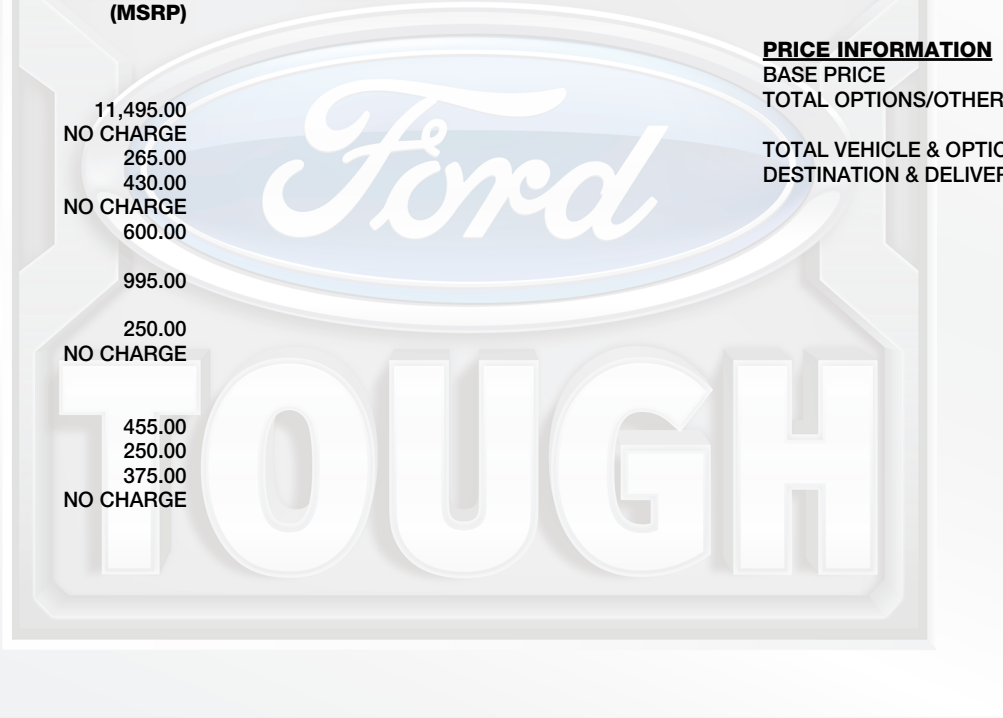 (MSRP)
11,495.00
NO CHARGE
265.00
430.00
NO CHARGE
600.00
995.00
250.00
NO CHARGE
455.00
250.00
375.00
NO CHARGE
PRICE INFORMATION
BASE PRICE
TOTAL OPTIONS/OTHER
TOTAL VEHICLE & OPTIO
DESTINATION & DELIVER
Ford
TOUGH